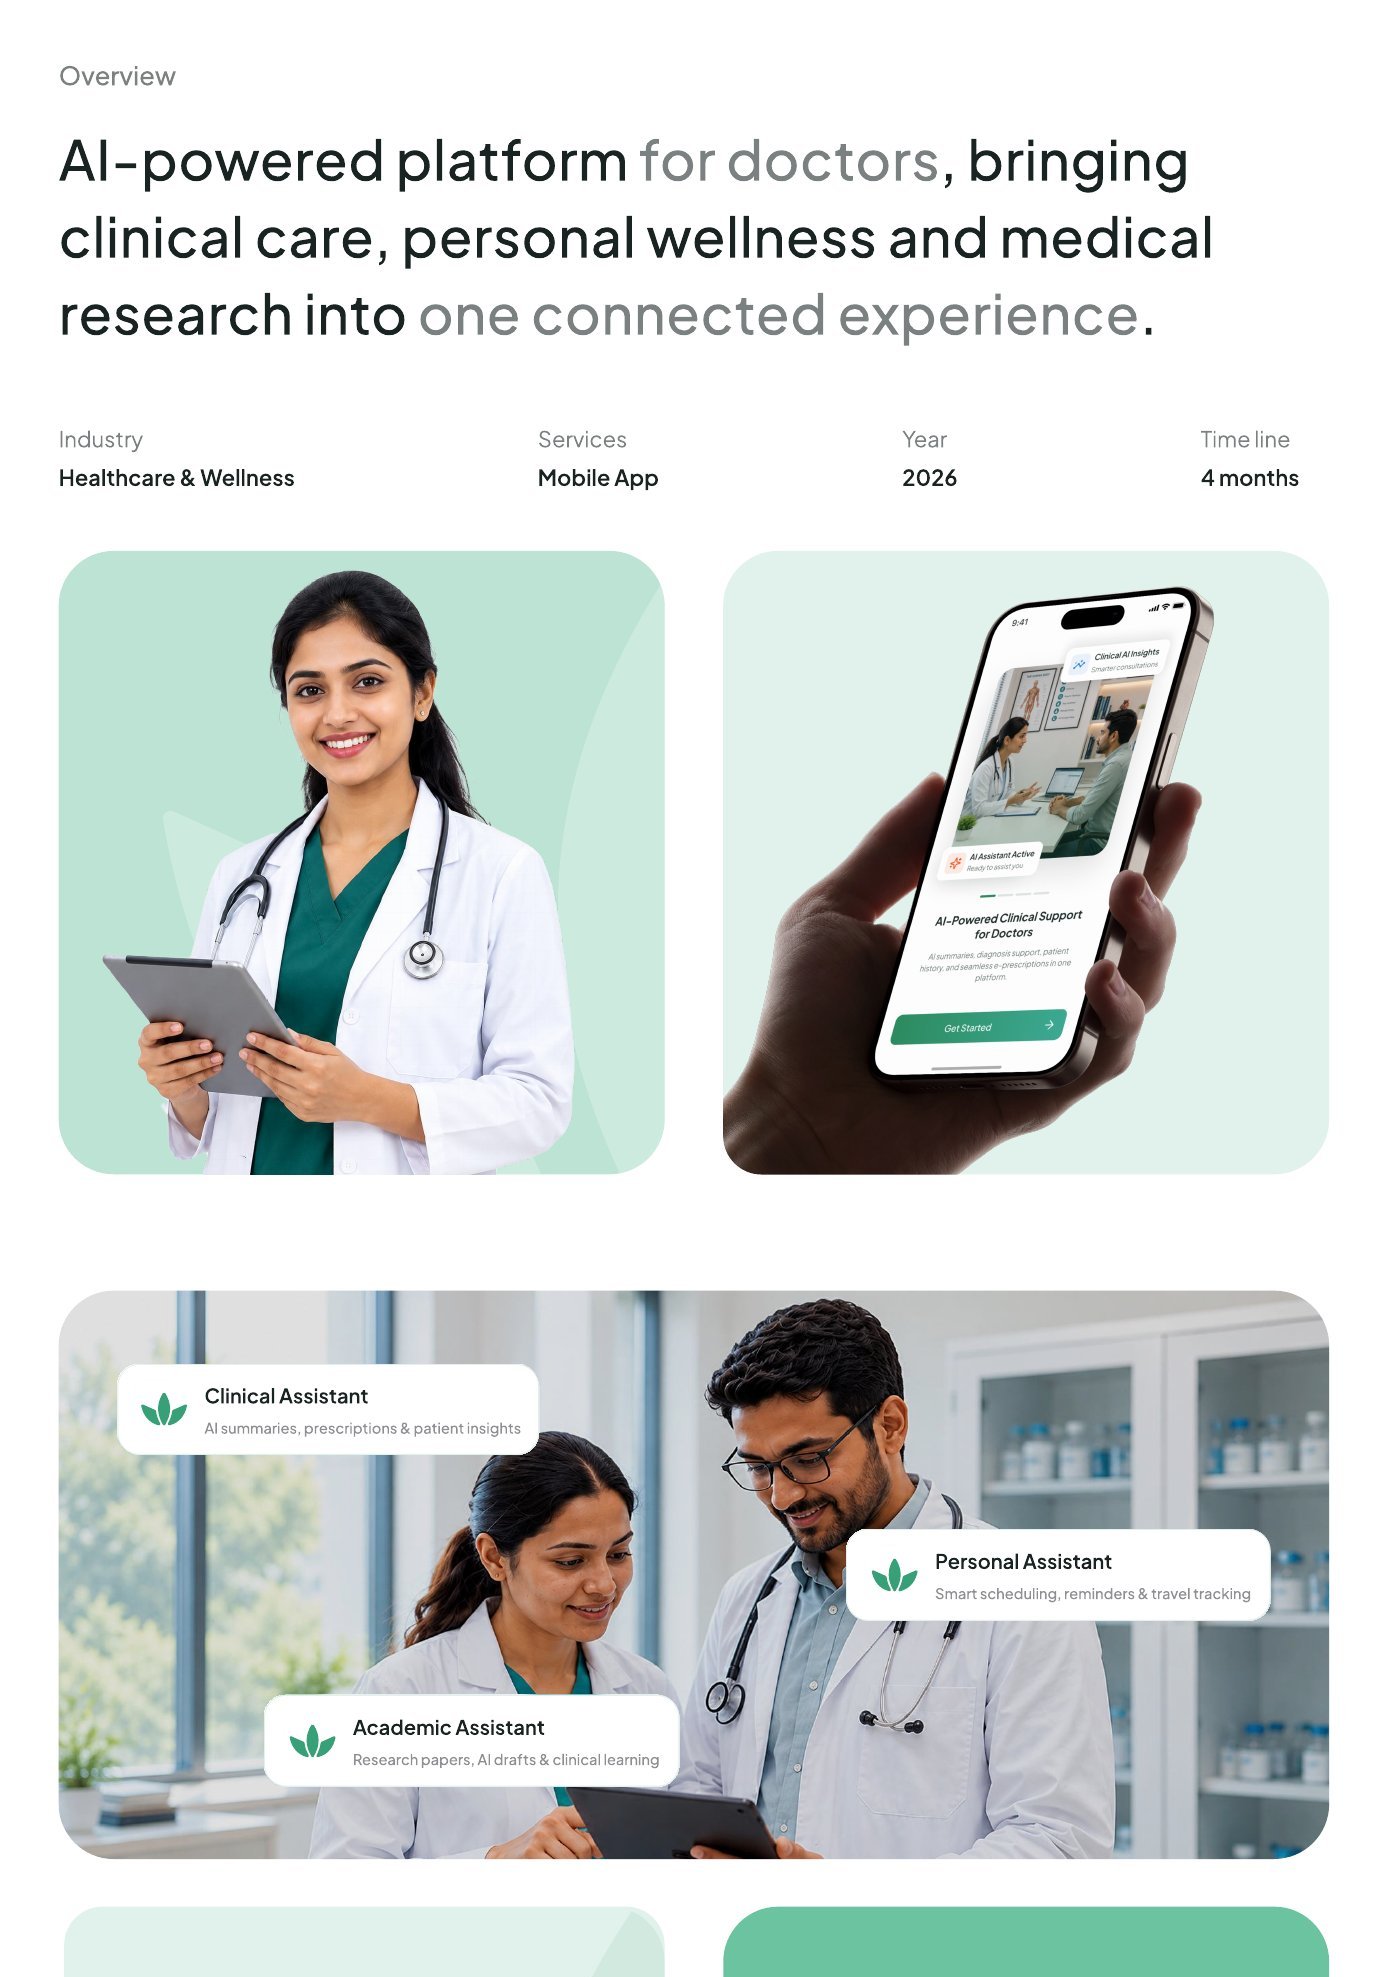 Overview
AI-powered platform for doctors, bringing
clinical care, personal wellness and medical
research into one connected experience.
Industry
Healthcare & Wellness
Services
Mobile App
Year
2026
Time line
4 months
9:41
Clinical AI Insights
Smarter consultations
AI Assistant Active
Ready to assist you
AI-Powered Clinical Support
for Doctors
AI summaries, diagnosis support, patient
history, and seamless e-prescriptions in one
platform.
Get Started
Clinical Assistant
AI summaries, prescriptions & patient insights
Personal Assistant
Smart scheduling, reminders & travel tracking
Academic Assistant
Research papers, AI drafts & clinical learning